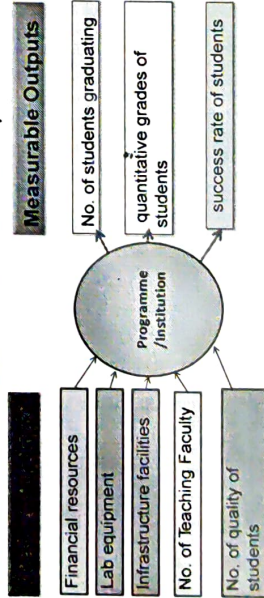 Financial resources
Lab equipment
Infrastructure facilities
No. of Teaching Faculty
No. of quality of
students
Programme
/Institution
Measurable Outputs
No. of students graduating
quantitative grades of
students
success rate of students